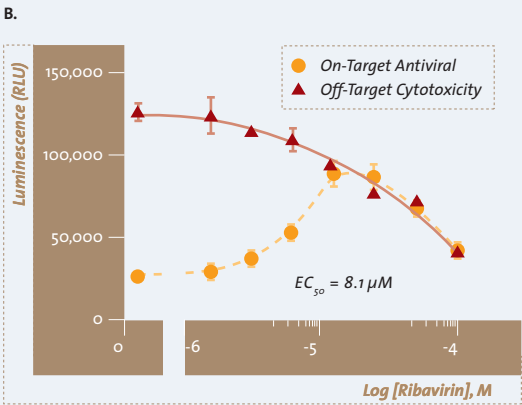 B.
Luminescence (RLU)
150,000
100,000
50,000
0
On-Target Antiviral
Off-Target Cytotoxicity
EC50 = 8.1 µM
0 -6 -5 -4
Log [Ribavirin], M